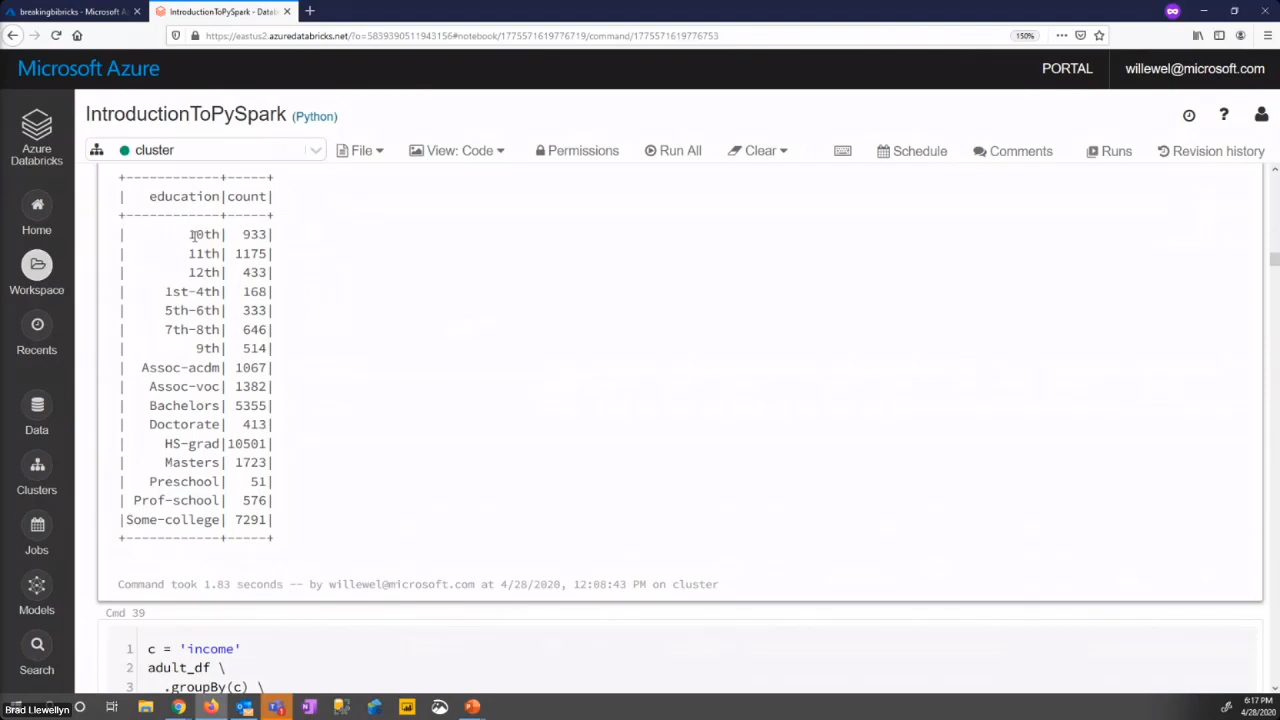 breakingbibricks - Microsoft A
IntroductionToPySpark - Datab
https://eastus2.azuredatabricks.net/?o=5839390511943156#notebook/1775571619776719/command/1775571619776753
150%
Microsoft Azure
PORTAL
willewel@microsoft.com
IntroductionToPySpark (Python)
cluster
File
View: Code
Permissions
Run All
Clear
Schedule
Comments
Runs
Revision history
Azure
Databricks
Home
Workspace
Recents
Data
Clusters
Jobs
Models
Search
+------------+-----+
|   education|count|
+------------+-----+
|        10th|  933|
|        11th| 1175|
|        12th|  433|
|     1st-4th|  168|
|     5th-6th|  333|
|     7th-8th|  646|
|         9th|  514|
|  Assoc-acdm| 1067|
|   Assoc-voc| 1382|
|   Bachelors| 5355|
|   Doctorate|  413|
|     HS-grad|10501|
|     Masters| 1723|
|   Preschool|   51|
| Prof-school|  576|
|Some-college| 7291|
+------------+-----+
Command took 1.83 seconds -- by willewel@microsoft.com at 4/28/2020, 12:08:43 PM on cluster
Cmd 39
1 c = 'income'
2 adult_df \
3   .groupBy(c) \
Brad Llewellyn
6:17 PM
4/28/2020